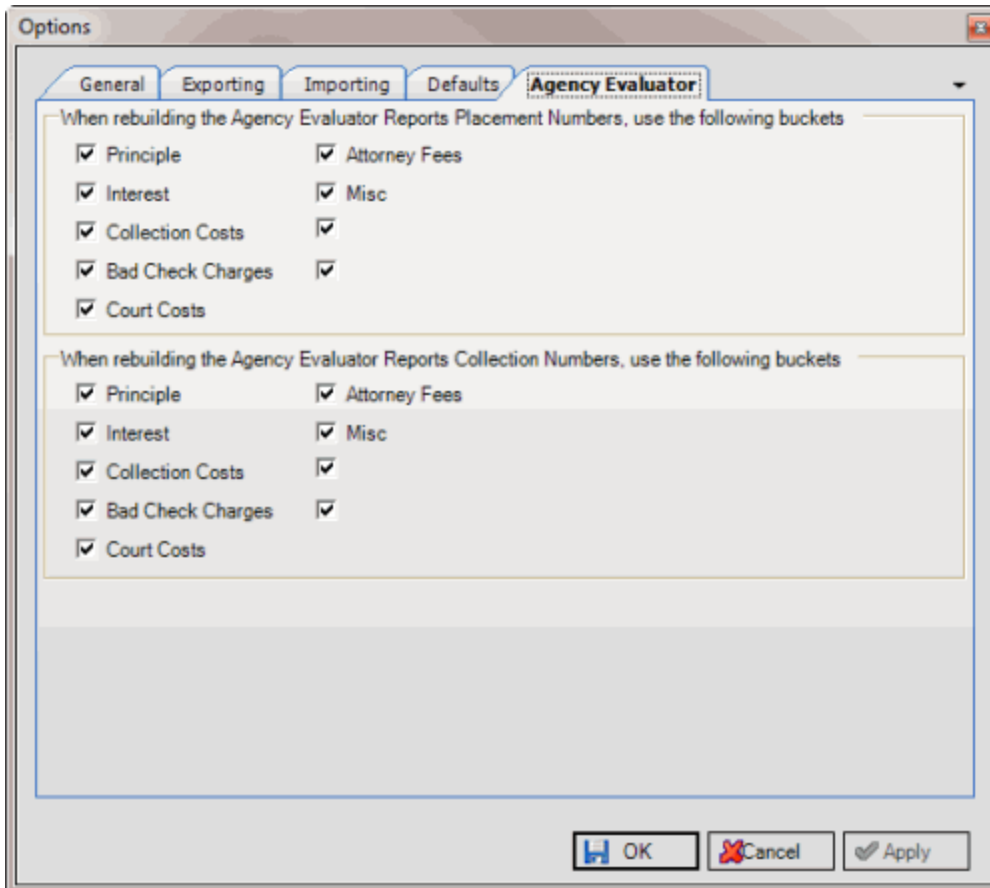 Options
General Exporting Importing Defaults Agency Evaluator
When rebuilding the Agency Evaluator Reports Placement Numbers, use the following buckets
Principle Attorney Fees
Interest Misc
Collection Costs
Bad Check Charges
Court Costs
When rebuilding the Agency Evaluator Reports Collection Numbers, use the following buckets
Principle Attorney Fees
Interest Misc
Collection Costs
Bad Check Charges
Court Costs
OK Cancel Apply